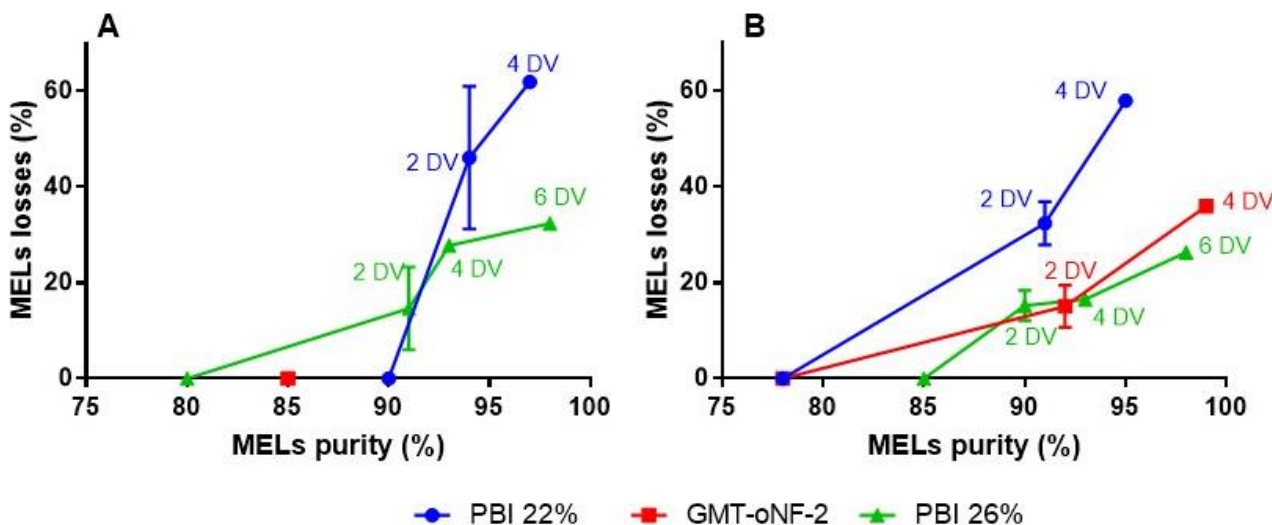 A
MELs losses (%)
60
40
20
0
75 80 85 90 95 100
MELs purity (%)
2 DV
4 DV
2 DV
4 DV
6 DV
B
MELs losses (%)
60
40
20
0
75 80 85 90 95 100
MELs purity (%)
4 DV
2 DV
2 DV
4 DV
2 DV
4 DV
6 DV
PBI 22% GMT-oNF-2 PBI 26%